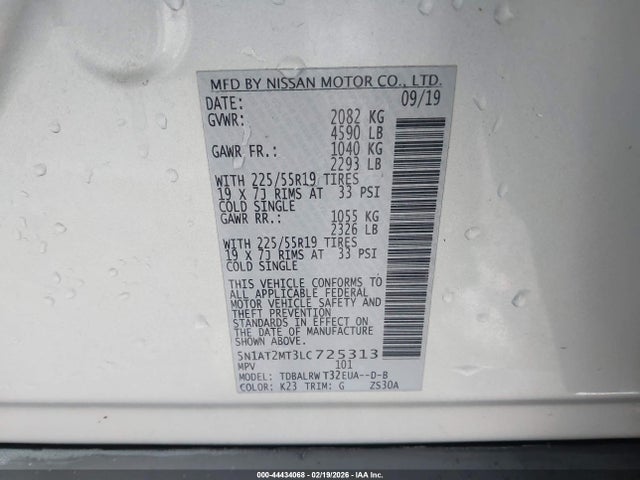 MFD BY NISSAN MOTOR CO., LTD.
DATE: 09/19
GVWR: 2082 KG
4590 LB
GAWR FR.: 1040 KG
2293 LB
WITH 225/55R19 TIRES
19 X 7J RIMS AT 33 PSI
COLD SINGLE
GAWR RR.: 1055 KG
2326 LB
WITH 225/55R19 TIRES
19 X 7J RIMS AT 33 PSI
COLD SINGLE
THIS VEHICLE CONFORMS TO
ALL APPLICABLE FEDERAL
MOTOR VEHICLE SAFETY AND
THEFT PREVENTION
STANDARDS IN EFFECT ON
THE DATE OF MANUFACTURE
SHOWN ABOVE.
5N1AT2MT3LC725313
MPV 101
MODEL: TDBALRW T32EUA--D-B
COLOR: K23 TRIM: G ZS30A
000-44434068 - 02/19/2026 - IAA Inc.